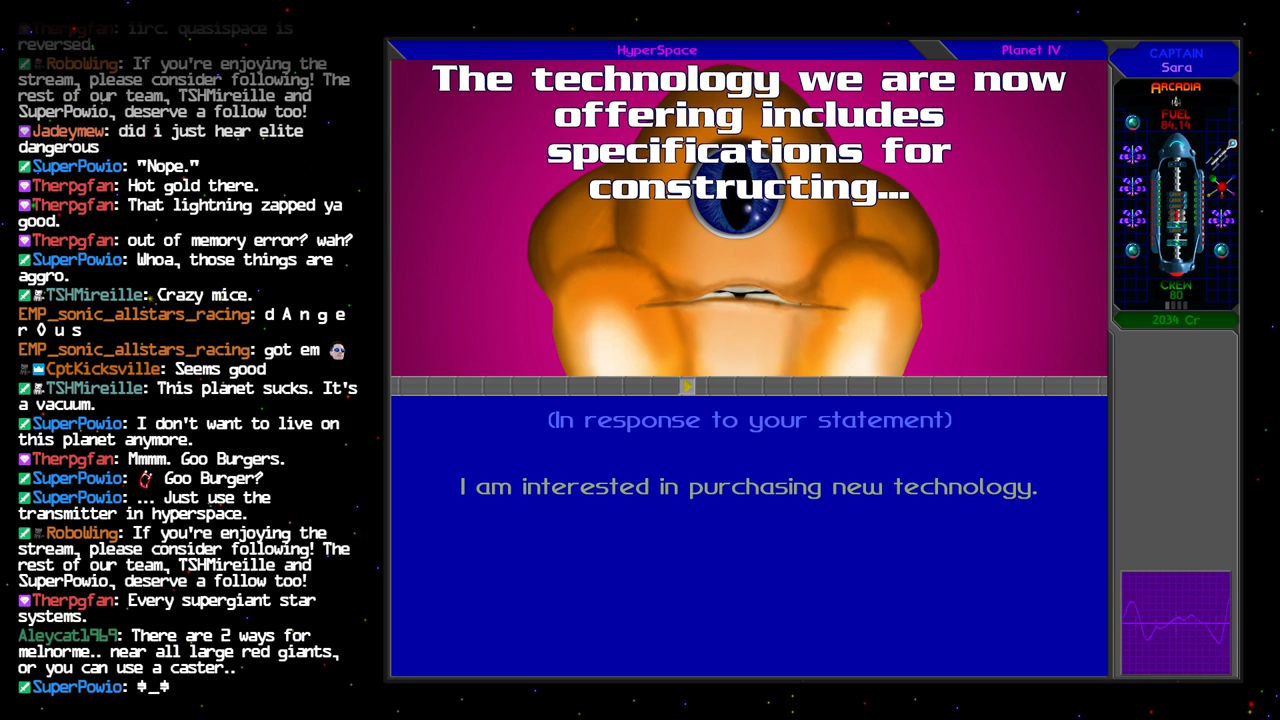 Therpgfan: iirc. quasispace is
reversed.
RoboWing: If you're enjoying the
stream, please consider following! The
rest of our team, TSHMireille and
SuperPowio, deserve a follow too!
Jadeymew: did i just hear elite
dangerous
SuperPowio: "Nope."
Therpgfan: Hot gold there.
Therpgfan: That lightning zapped ya
good.
Therpgfan: out of memory error? wah?
SuperPowio: Whoa, those things are
aggro.
TSHMireille: Crazy mice.
EMP_sonic_allstars_racing: d A n g e
r 0 u s
EMP_sonic_allstars_racing: got em
CptKicksville: Seems good
TSHMireille: This planet sucks. It's
a vacuum.
SuperPowio: I don't want to live on
this planet anymore.
Therpgfan: Mmmm. Goo Burgers.
SuperPowio: Goo Burger?
SuperPowio: ... Just use the
transmitter in hyperspace.
RoboWing: If you're enjoying the
stream, please consider following! The
rest of our team, TSHMireille and
SuperPowio, deserve a follow too!
Therpgfan: Every supergiant star
systems.
Aleycat1969: There are 2 ways for
melnorme.. near all large red giants,
or you can use a caster..
SuperPowio: $_$
HyperSpace
Planet IV
The technology we are now
offering includes
specifications for
constructing...
(In response to your statement)
I am interested in purchasing new technology.
CAPTAIN
Sara
ARCADIA
FUEL
84.14
CREW
80
2034 Cr